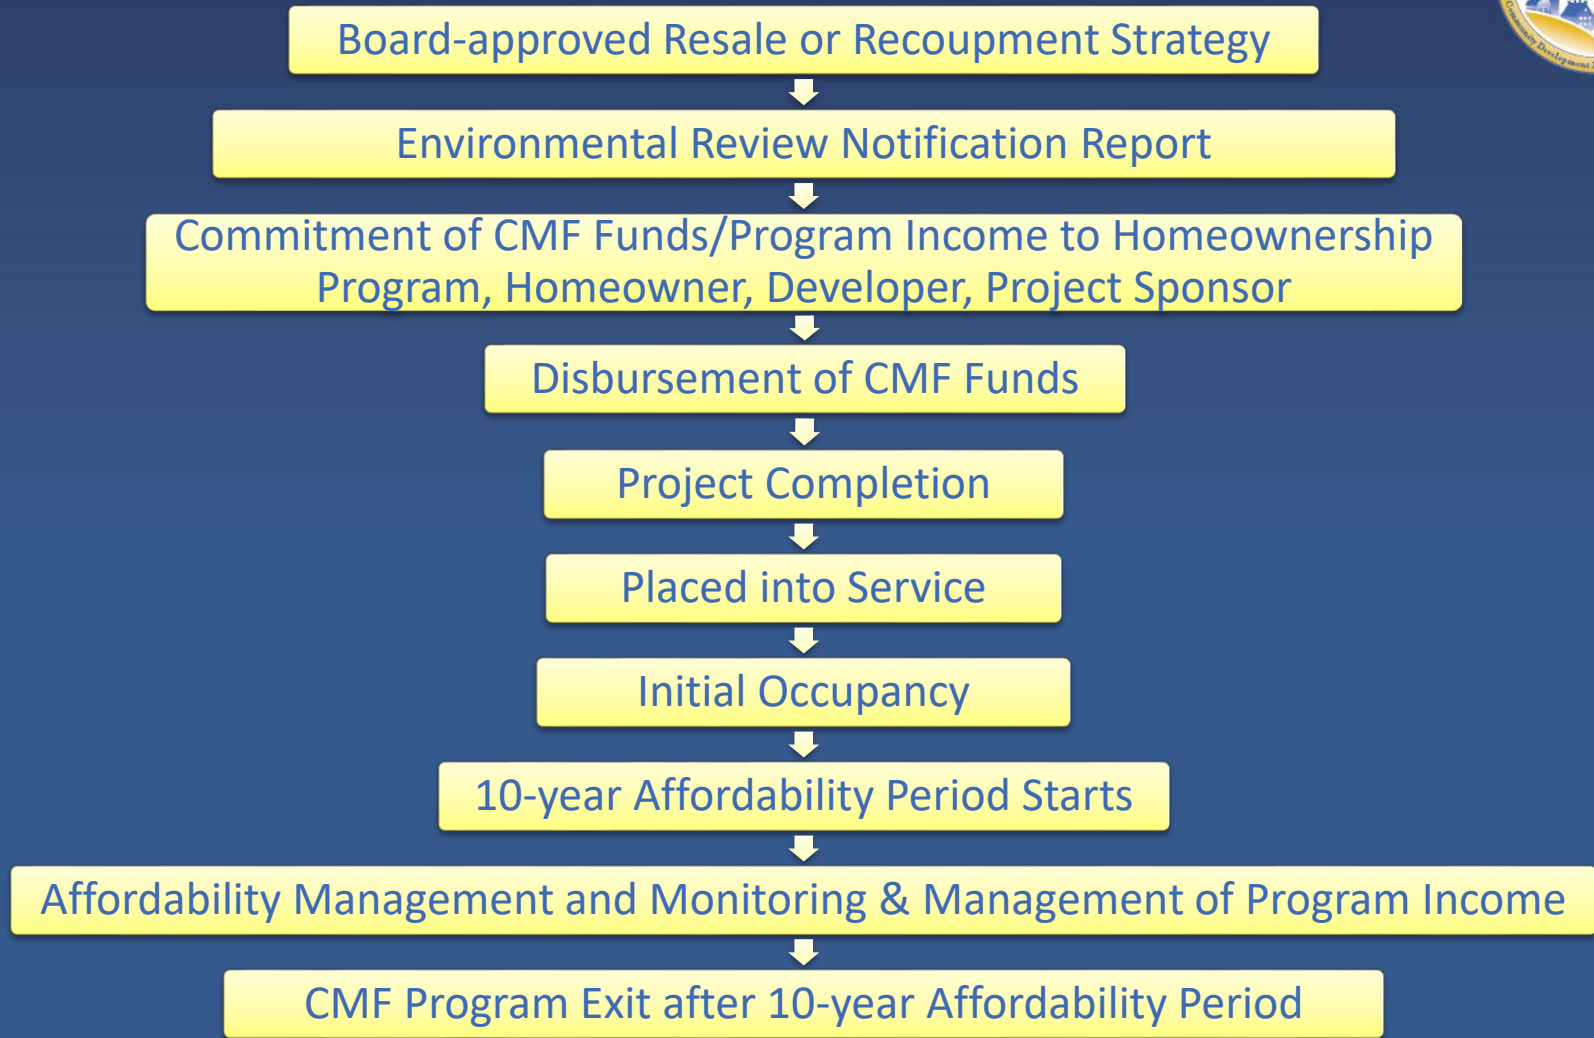 Board-approved Resale or Recoupment Strategy
Environmental Review Notification Report
Commitment of CMF Funds/Program Income to Homeownership
Program, Homeowner, Developer, Project Sponsor
Disbursement of CMF Funds
Project Completion
Placed into Service
Initial Occupancy
10-year Affordability Period Starts
Affordability Management and Monitoring & Management of Program Income
CMF Program Exit after 10-year Affordability Period
Community Development